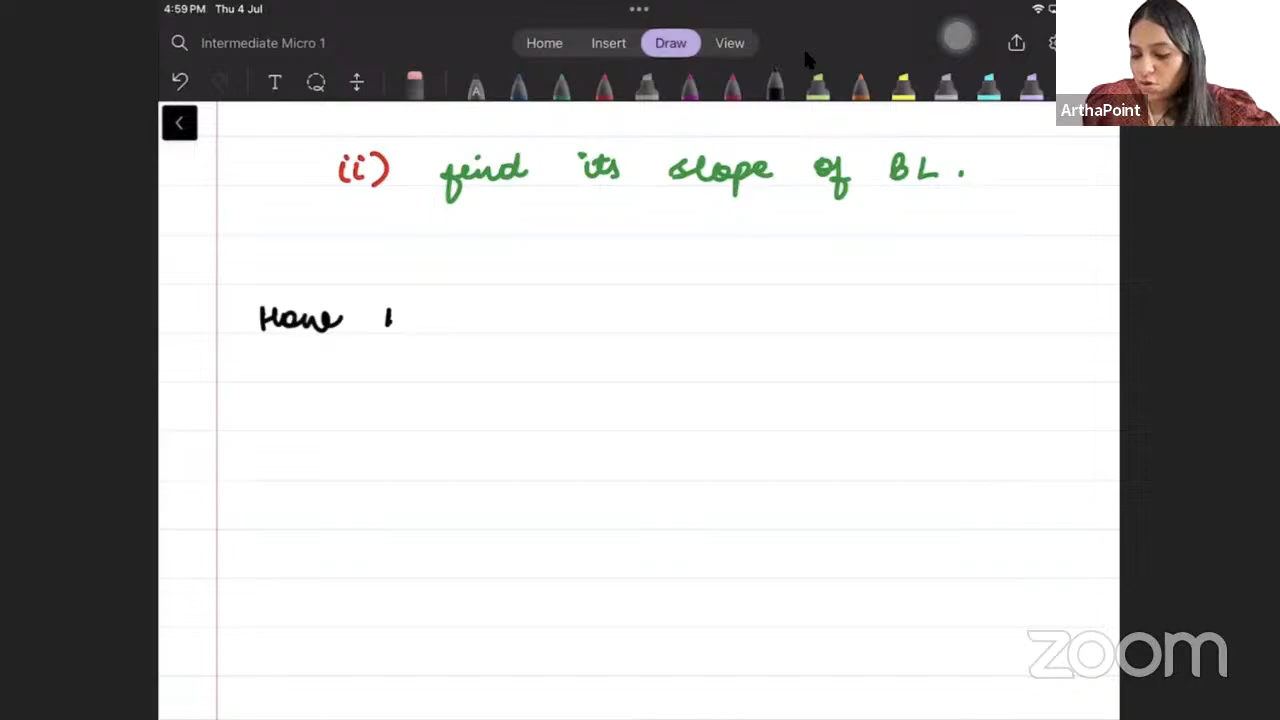 4:59 PM Thu 4 Jul
Intermediate Micro 1
Home Insert Draw View
T
A
ArthaPoint
(ii) find its slope of BL.
zoom